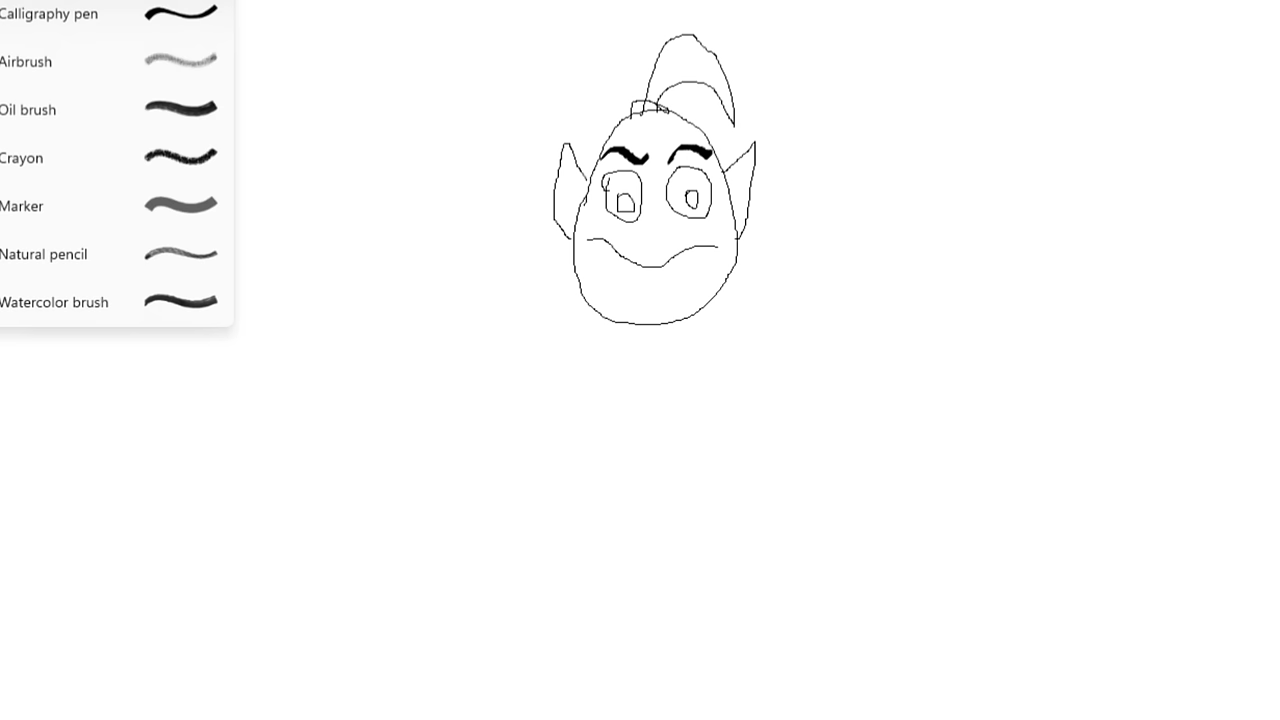 Calligraphy pen
Airbrush
Oil brush
Crayon
Marker
Natural pencil
Watercolor brush